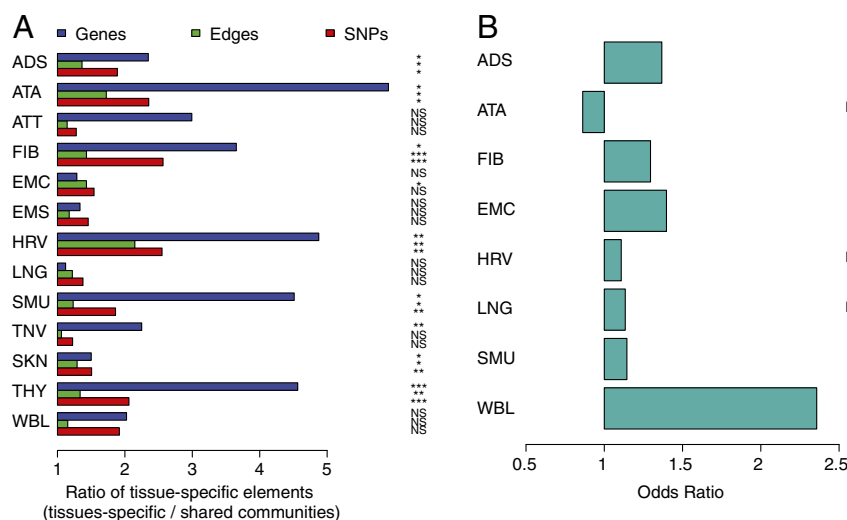 A
Genes Edges SNPs
ADS
*
*
*
ATA
*
*
*
ATT
NS
NS
NS
FIB
*
***
***
EMC
NS
*
NS
EMS
NS
NS
NS
HRV
**
**
**
LNG
NS
NS
NS
SMU
*
*
**
TNV
**
NS
NS
SKN
*
*
**
THY
***
**
***
WBL
NS
NS
NS
1 2 3 4 5
Ratio of tissue-specific elements
(tissues-specific / shared communities)
B
ADS
ATA
FIB
EMC
HRV
LNG
SMU
WBL
0.5 1 1.5 2 2.5
Odds Ratio